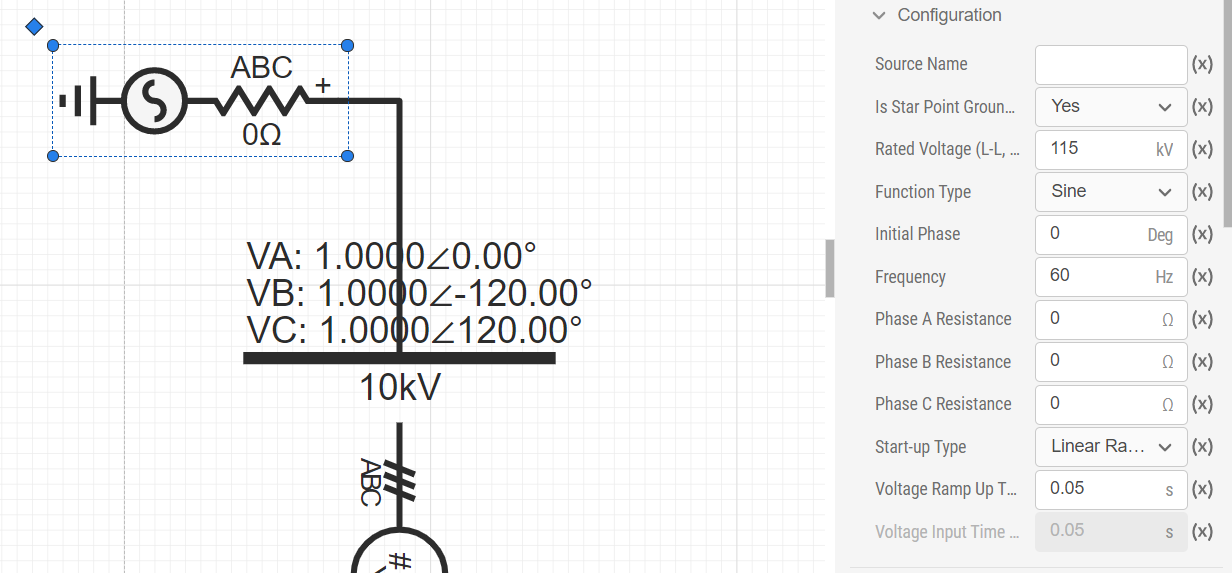 ABC
+
0Ω
VA: 1.0000∠0.00°
VB: 1.0000∠-120.00°
VC: 1.0000∠120.00°
10kV
ABC
#
Configuration
Source Name (x)
Is Star Point Groun... Yes (x)
Rated Voltage (L-L, ... 115 kV (x)
Function Type Sine (x)
Initial Phase 0 Deg (x)
Frequency 60 Hz (x)
Phase A Resistance 0 Ω (x)
Phase B Resistance 0 Ω (x)
Phase C Resistance 0 Ω (x)
Start-up Type Linear Ra... (x)
Voltage Ramp Up T... 0.05 s (x)
Voltage Input Time ... 0.05 s (x)